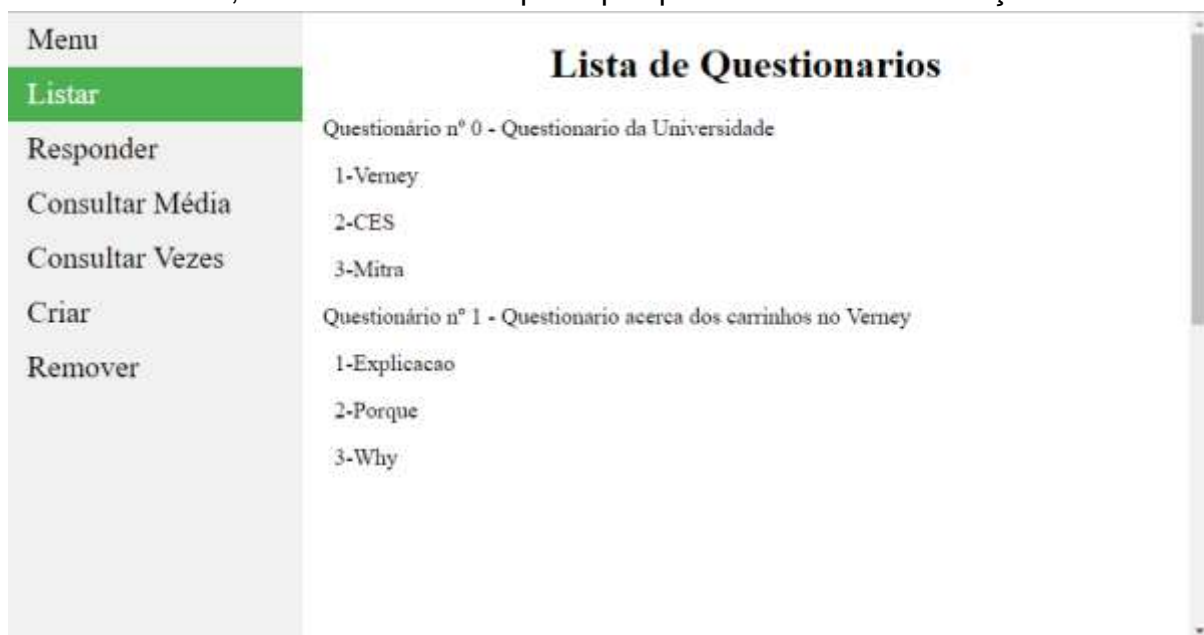 Menu
Listar
Responder
Consultar Média
Consultar Vezes
Criar
Remover
Lista de Questionarios
Questionário nº 0 - Questionario da Universidade
1-Verney
2-CES
3-Mitra
Questionário nº 1 - Questionario acerca dos carrinhos no Verney
1-Explicacao
2-Porque
3-Why